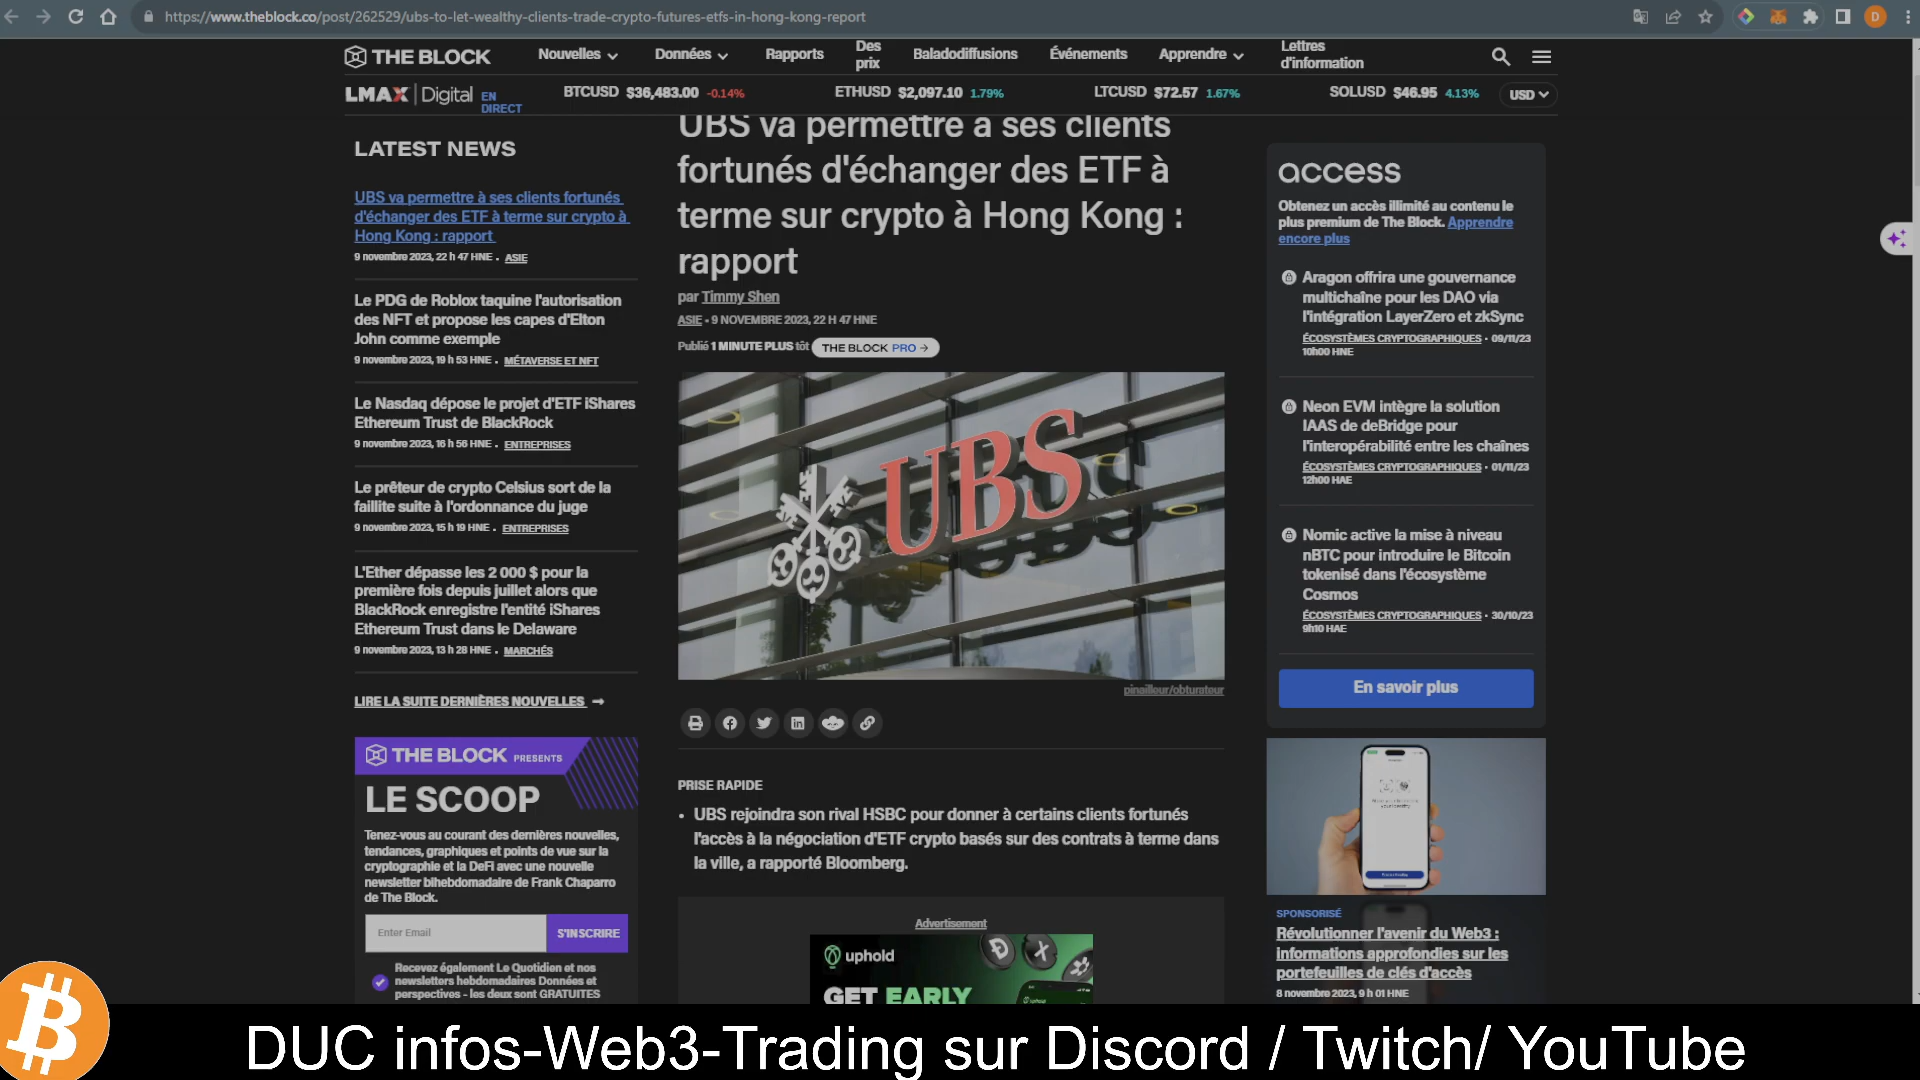 https://www.theblock.co/post/262529/ubs-to-let-wealthy-clients-trade-crypto-futures-etfs-in-hong-kong-report
D
THE BLOCK
Nouvelles
Données
Rapports
Des
prix
Baladodiffusions
Événements
Apprendre
Lettres
d'information
LMAX Digital EN
DIRECT
BTCUSD $36,483.00 -0.14%
ETHUSD $2,097.10 1.79%
LTCUSD $72.57 1.67%
SOLUSD $46.95 4.13%
USD
LATEST NEWS
UBS va permettre à ses clients fortunés
d'échanger des ETF à terme sur crypto à
Hong Kong : rapport
9 novembre 2023, 22 h 47 HNE • ASIE
Le PDG de Roblox taquine l'autorisation
des NFT et propose les capes d'Elton
John comme exemple
9 novembre 2023, 19 h 53 HNE • MÉTAVERSE ET NFT
Le Nasdaq dépose le projet d'ETF iShares
Ethereum Trust de BlackRock
9 novembre 2023, 16 h 56 HNE • ENTREPRISES
Le prêteur de crypto Celsius sort de la
faillite suite à l'ordonnance du juge
9 novembre 2023, 15 h 19 HNE • ENTREPRISES
L'Ether dépasse les 2 000 $ pour la
première fois depuis juillet alors que
BlackRock enregistre l'entité iShares
Ethereum Trust dans le Delaware
9 novembre 2023, 13 h 28 HNE • MARCHÉS
LIRE LA SUITE DERNIÈRES NOUVELLES →
THE BLOCK PRESENTS
LE SCOOP
Tenez-vous au courant des dernières nouvelles,
tendances, graphiques et points de vue sur la
cryptographie et la DeFi avec une nouvelle
newsletter bihebdomadaire de Frank Chaparro
de The Block.
Enter Email
S'INSCRIRE
Recevez également Le Quotidien et nos
newsletters hebdomadaires Données et
perspectives - les deux sont GRATUITES
UBS va permettre à ses clients
fortunés d'échanger des ETF à
terme sur crypto à Hong Kong :
rapport
par Timmy Shen
ASIE • 9 NOVEMBRE 2023, 22 H 47 HNE
Publié 1 MINUTE PLUS tôt THE BLOCK PRO →
UBS
pinailleur/obturateur
PRISE RAPIDE
• UBS rejoindra son rival HSBC pour donner à certains clients fortunés
l'accès à la négociation d'ETF crypto basés sur des contrats à terme dans
la ville, a rapporté Bloomberg.
Advertisement
uphold
GET EARLY
access
Obtenez un accès illimité au contenu le
plus premium de The Block. Apprendre
encore plus
Aragon offrira une gouvernance
multichaîne pour les DAO via
l'intégration LayerZero et zkSync
ÉCOSYSTÈMES CRYPTOGRAPHIQUES • 09/11/23
10h00 HNE
Neon EVM intègre la solution
IAAS de deBridge pour
l'interopérabilité entre les chaînes
ÉCOSYSTÈMES CRYPTOGRAPHIQUES • 01/11/23
12h00 HAE
Nomic active la mise à niveau
nBTC pour introduire le Bitcoin
tokenisé dans l'écosystème
Cosmos
ÉCOSYSTÈMES CRYPTOGRAPHIQUES • 30/10/23
9h10 HAE
En savoir plus
SPONSORISÉ
Révolutionner l'avenir du Web3 :
informations approfondies sur les
portefeuilles de clés d'accès
8 novembre 2023, 9 h 01 HNE
DUC infos-Web3-Trading sur Discord / Twitch/ YouTube